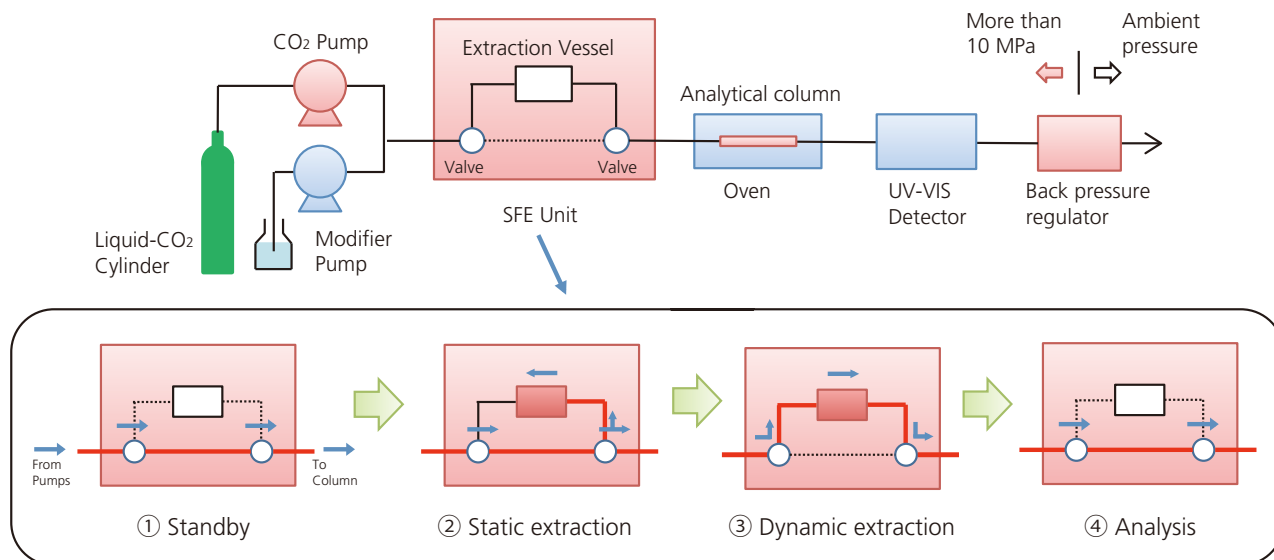 CO₂ Pump
Extraction Vessel
More than
10 MPa
Ambient
pressure
Analytical column
Valve
Valve
Liquid-CO₂
Cylinder
Modifier
Pump
SFE Unit
Oven
UV-VIS
Detector
Back pressure
regulator
From
Pumps
To
Column
① Standby
② Static extraction
③ Dynamic extraction
④ Analysis